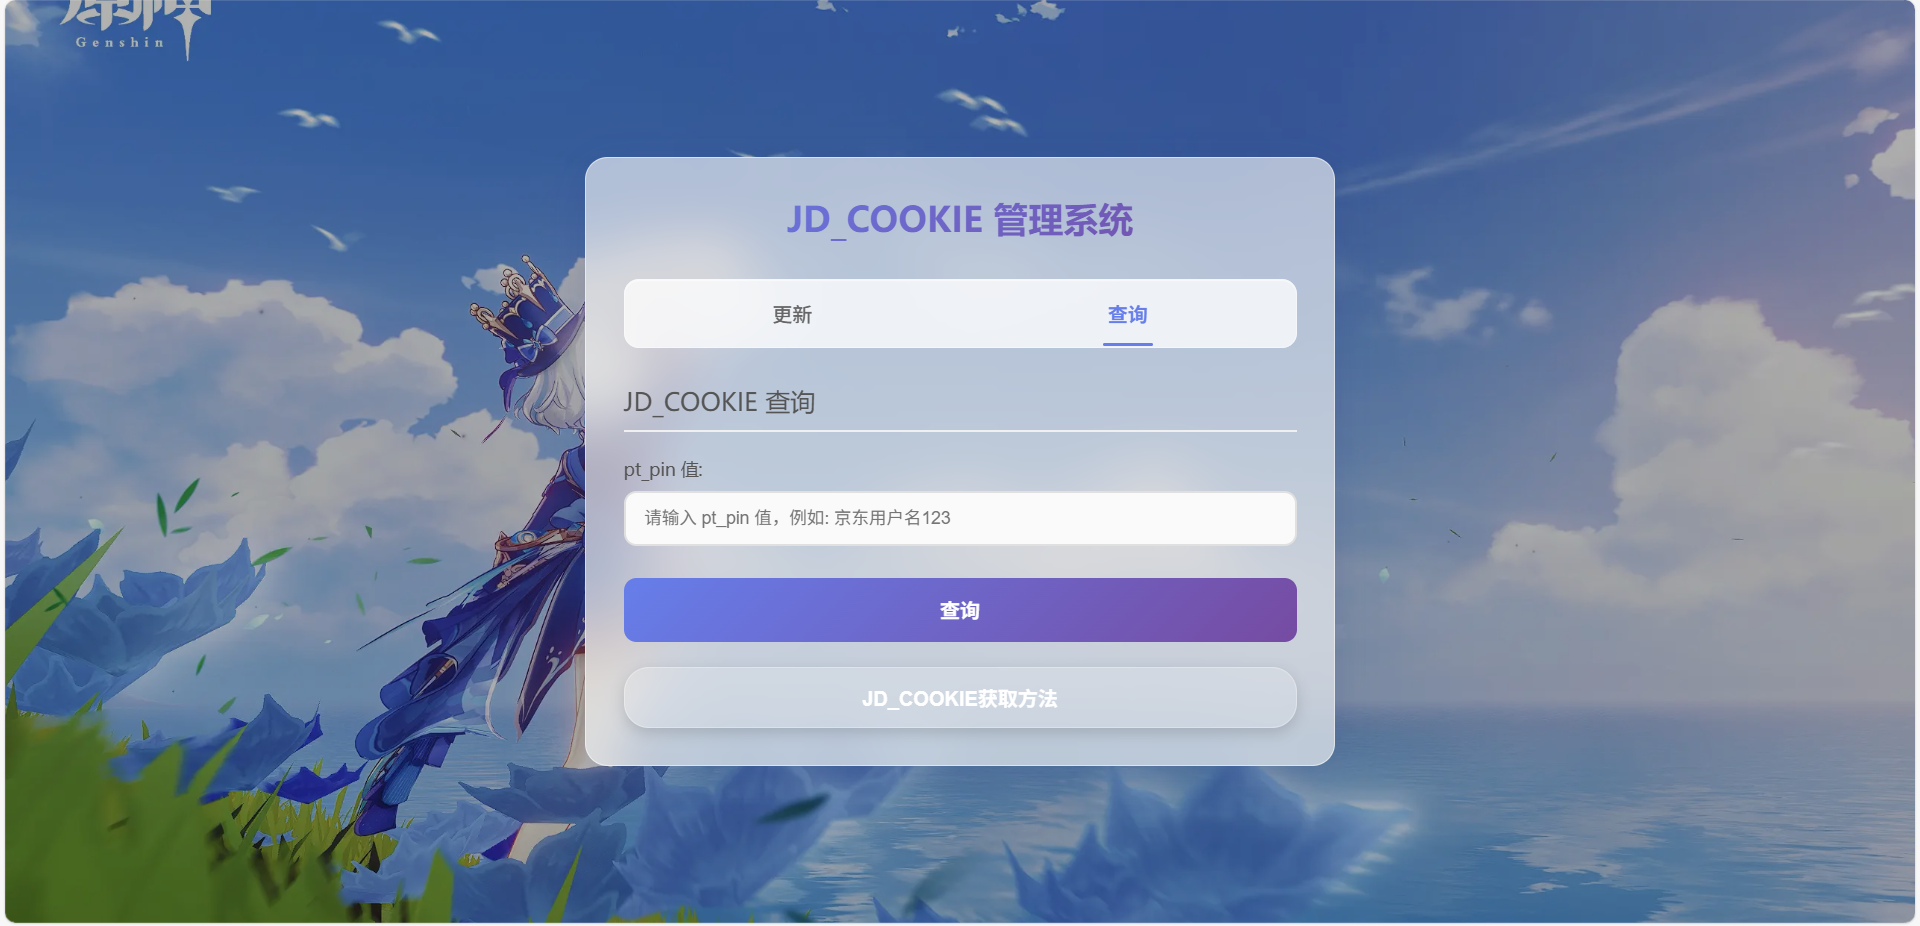 原神
Genshin
JD_COOKIE 管理系统
更新
查询
JD_COOKIE 查询
pt_pin 值:
请输入 pt_pin 值，例如: 京东用户名123
查询
JD_COOKIE获取方法